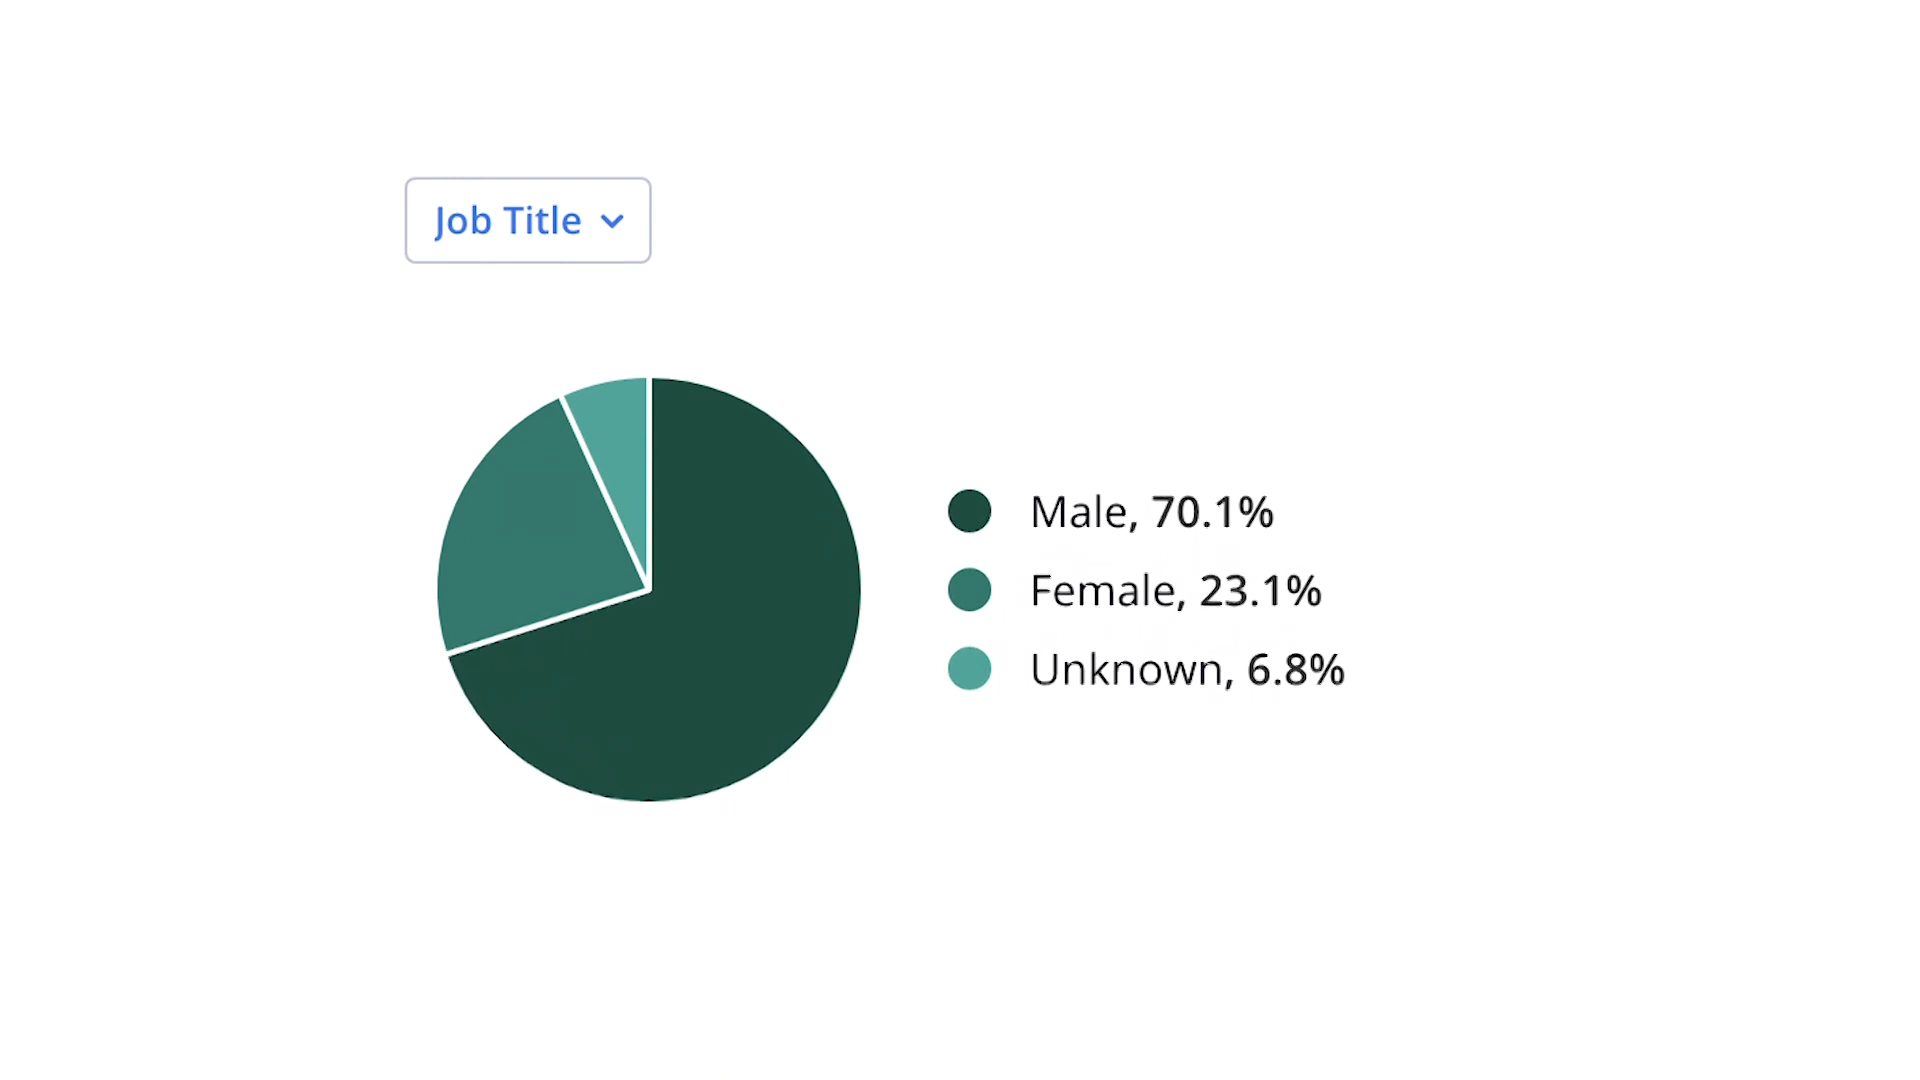 Job Title
Male, 70.1%
Female, 23.1%
Unknown, 6.8%